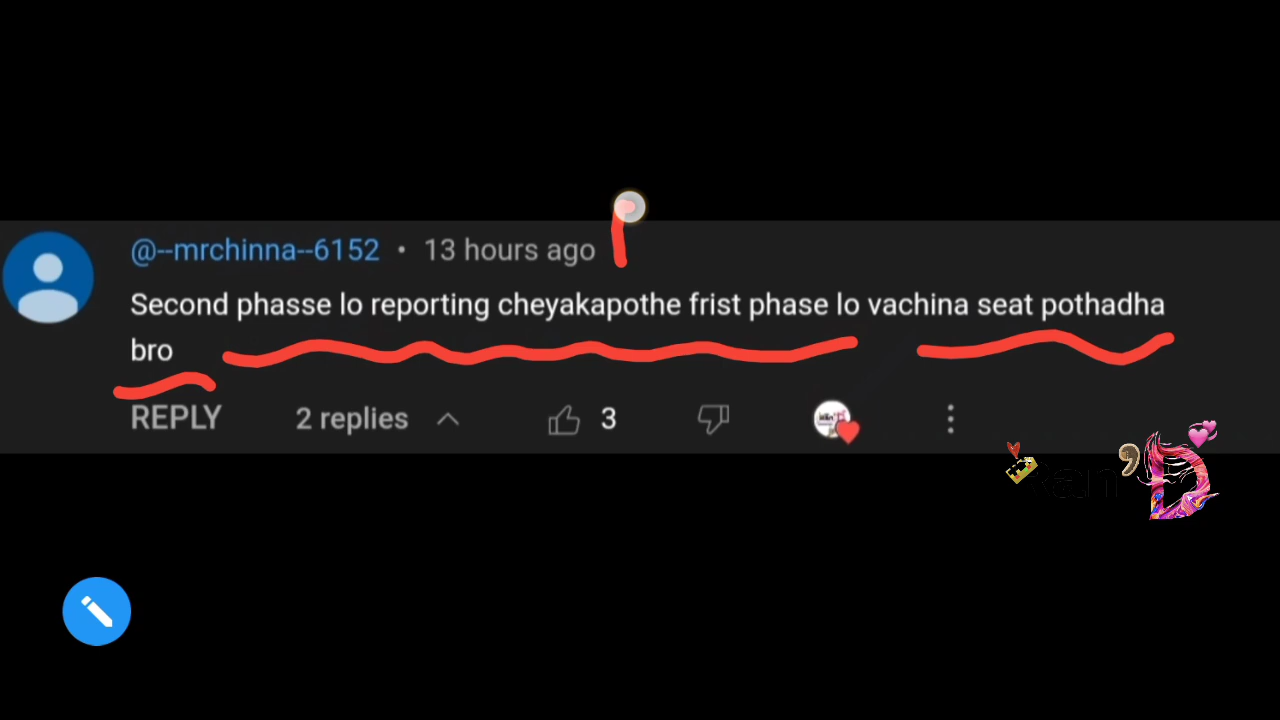 @--mrchinna--6152 • 13 hours ago
Second phasse lo reporting cheyakapothe frist phase lo vachina seat pothadha
bro
REPLY 2 replies 3